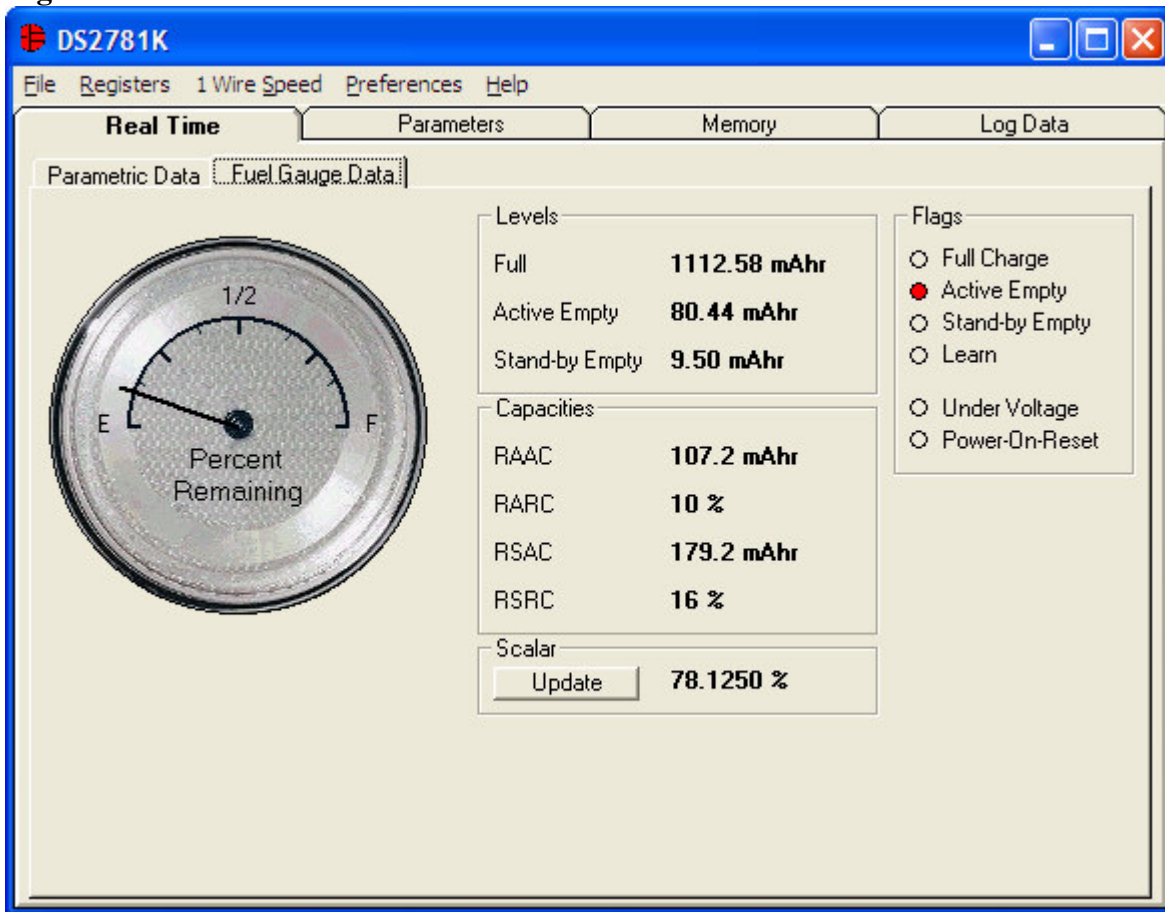 DS2781K
File Registers 1 Wire Speed Preferences Help
Real Time Parameters Memory Log Data
Parametric Data Fuel Gauge Data
1/2
E F
Percent
Remaining
Levels
Full 1112.58 mAhr
Active Empty 80.44 mAhr
Stand-by Empty 9.50 mAhr
Capacities
RAAC 107.2 mAhr
RARC 10 %
RSAC 179.2 mAhr
RSRC 16 %
Scalar
Update 78.1250 %
Flags
Full Charge
Active Empty
Stand-by Empty
Learn
Under Voltage
Power-On-Reset